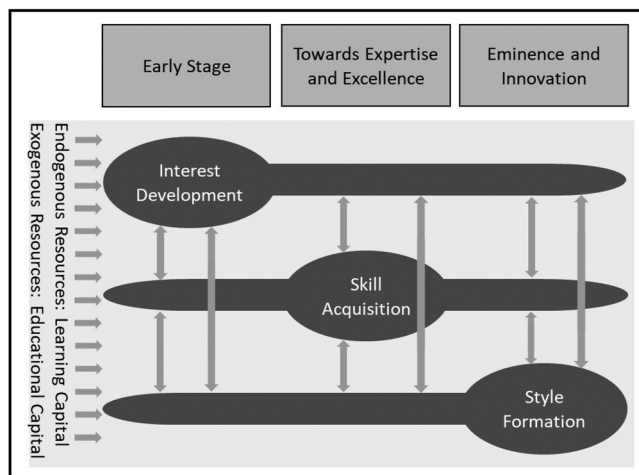 Early Stage
Towards Expertise
and Excellence
Eminence and
Innovation
Endogenous Resources: Learning Capital
Exogenous Resources: Educational Capital
Interest
Development
Skill
Acquisition
Style
Formation